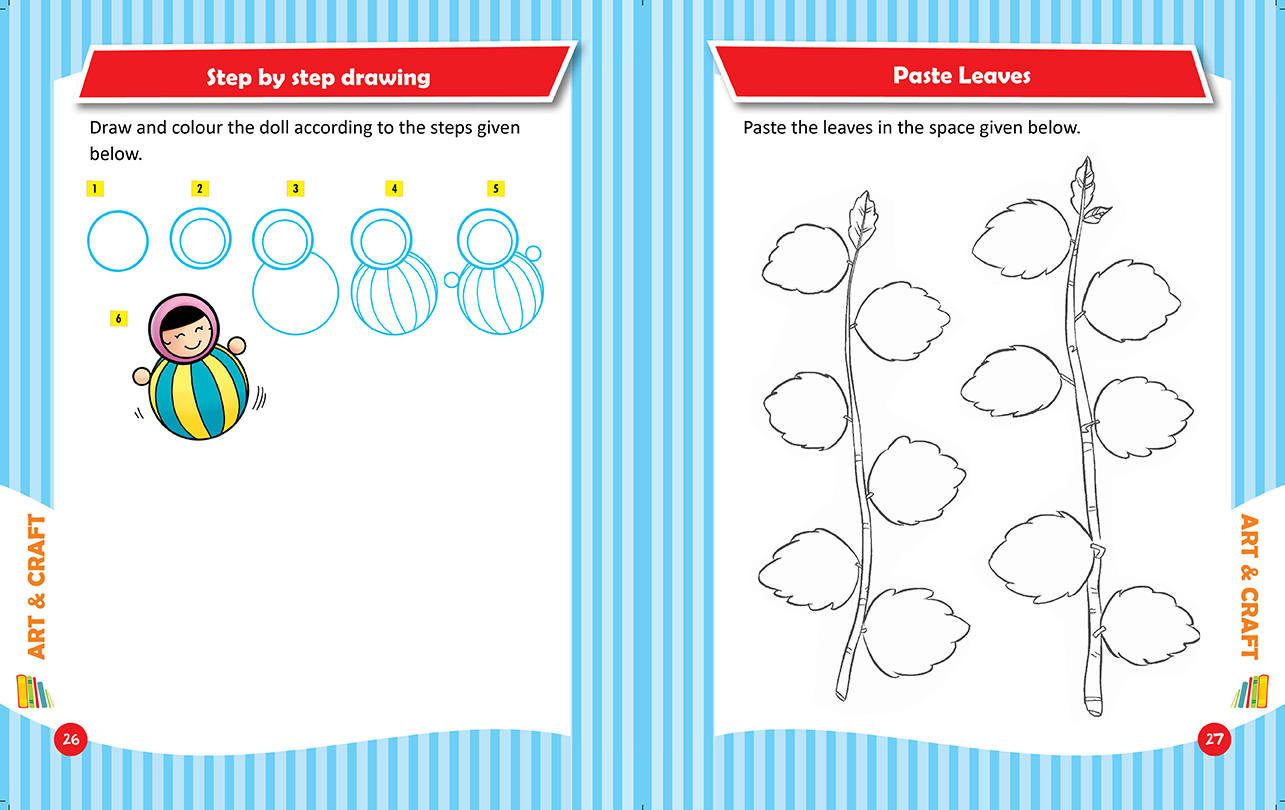 Step by step drawing
Draw and colour the doll according to the steps given
below.
1
2
3
4
5
6
ART & CRAFT
26
Paste Leaves
Paste the leaves in the space given below.
ART & CRAFT
27